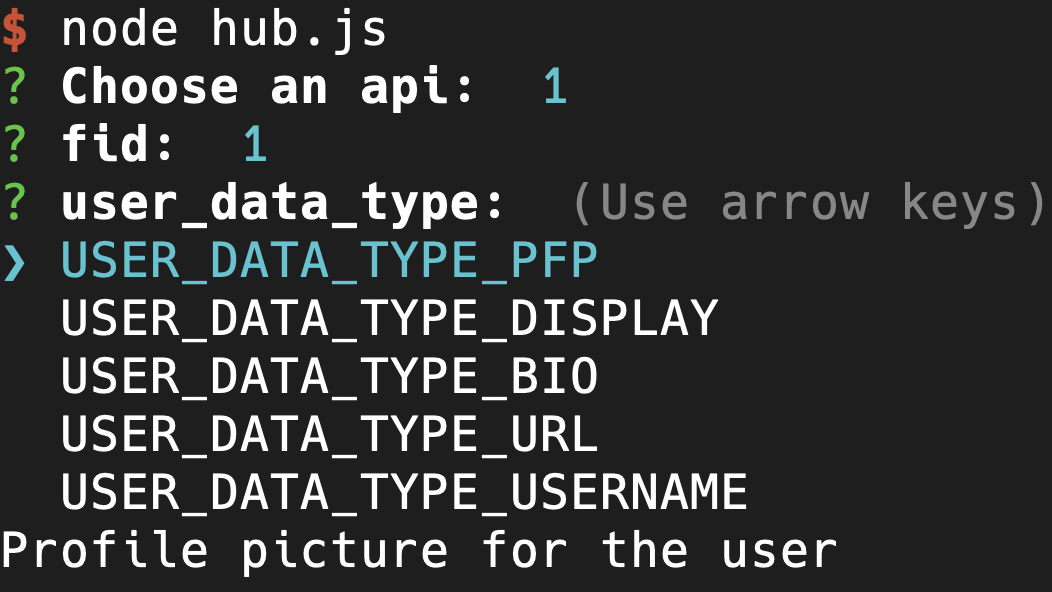 $ node hub.js
? Choose an api:  1
? fid:  1
? user_data_type:  (Use arrow keys)
❯ USER_DATA_TYPE_PFP
  USER_DATA_TYPE_DISPLAY
  USER_DATA_TYPE_BIO
  USER_DATA_TYPE_URL
  USER_DATA_TYPE_USERNAME
Profile picture for the user